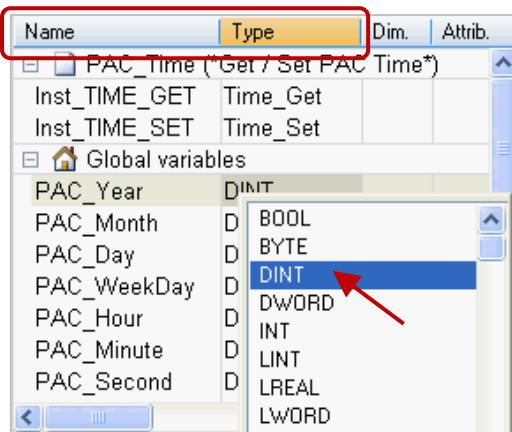 Name Type Dim. Attrib.
PAC_Time (*Get / Set PAC Time*)
Inst_TIME_GET Time_Get
Inst_TIME_SET Time_Set
Global variables
PAC_Year DINT
PAC_Month D BOOL
PAC_Day D BYTE
PAC_WeekDay D DINT
PAC_Hour D DWORD
PAC_Minute D INT
PAC_Second D LINT
LREAL
LWORD